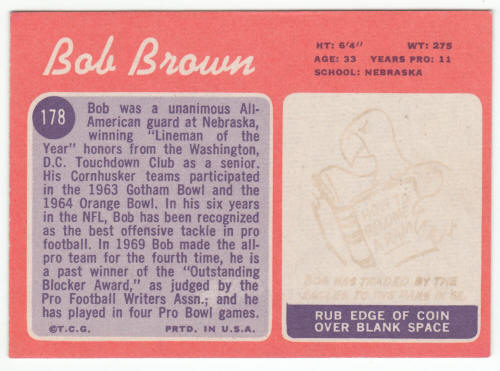 Bob Brown
HT: 6'4" WT: 275
AGE: 33 YEARS PRO: 11
SCHOOL: NEBRASKA
178
Bob was a unanimous All-
American guard at Nebraska,
winning "Lineman of the
Year" honors from the Washington,
D.C. Touchdown Club as a senior.
His Cornhusker teams participated
in the 1963 Gotham Bowl and the
1964 Orange Bowl. In his six years
in the NFL, Bob has been recognized
as the best offensive tackle in pro
football. In 1969 Bob made the all-
pro team for the fourth time, he is
a past winner of the "Outstanding
Blocker Award," as judged by the
Pro Football Writers Assn.; and he
has played in four Pro Bowl games.
©T.C.G. PRTD. IN U.S.A.
BOB WAS TRADED BY THE
EAGLES TO THE RAMS IN '69.
RUB EDGE OF COIN
OVER BLANK SPACE